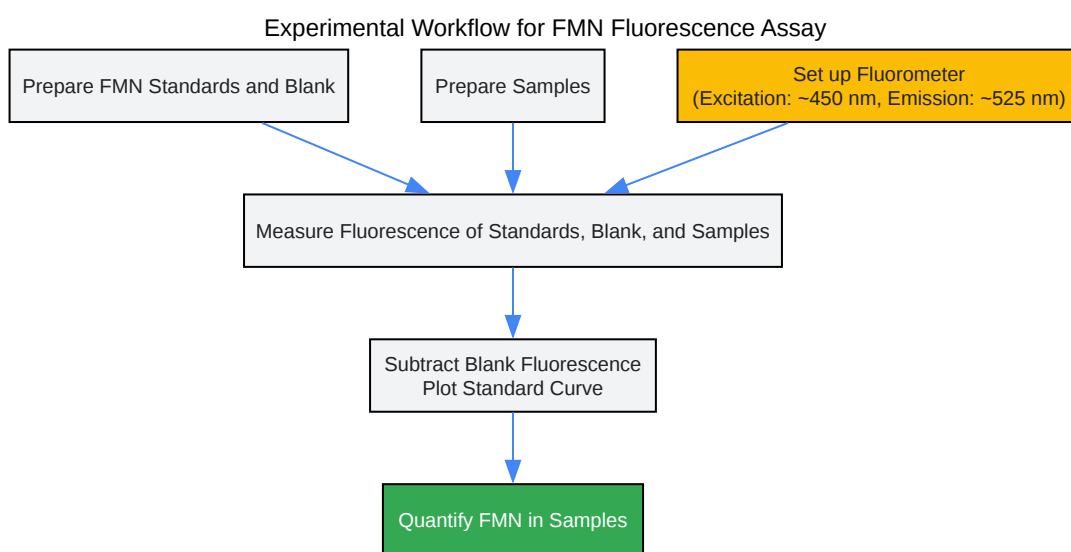 Experimental Workflow for FMN Fluorescence Assay
Prepare FMN Standards and Blank
Prepare Samples
Set up Fluorometer
(Excitation: ~450 nm, Emission: ~525 nm)
Measure Fluorescence of Standards, Blank, and Samples
Subtract Blank Fluorescence
Plot Standard Curve
Quantify FMN in Samples